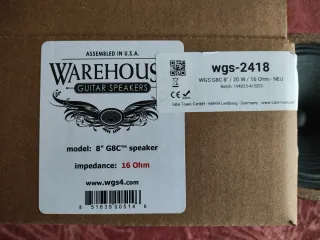 ASSEMBLED IN U.S.A.
WAREHOUS
GUITAR SPEAKERS
model: 8" G8C™ speaker
impedance: 16 Ohm
www.wgs4.com
wgs-2418
WGS G8C 8" / 20 W / 16 Ohm - NEU